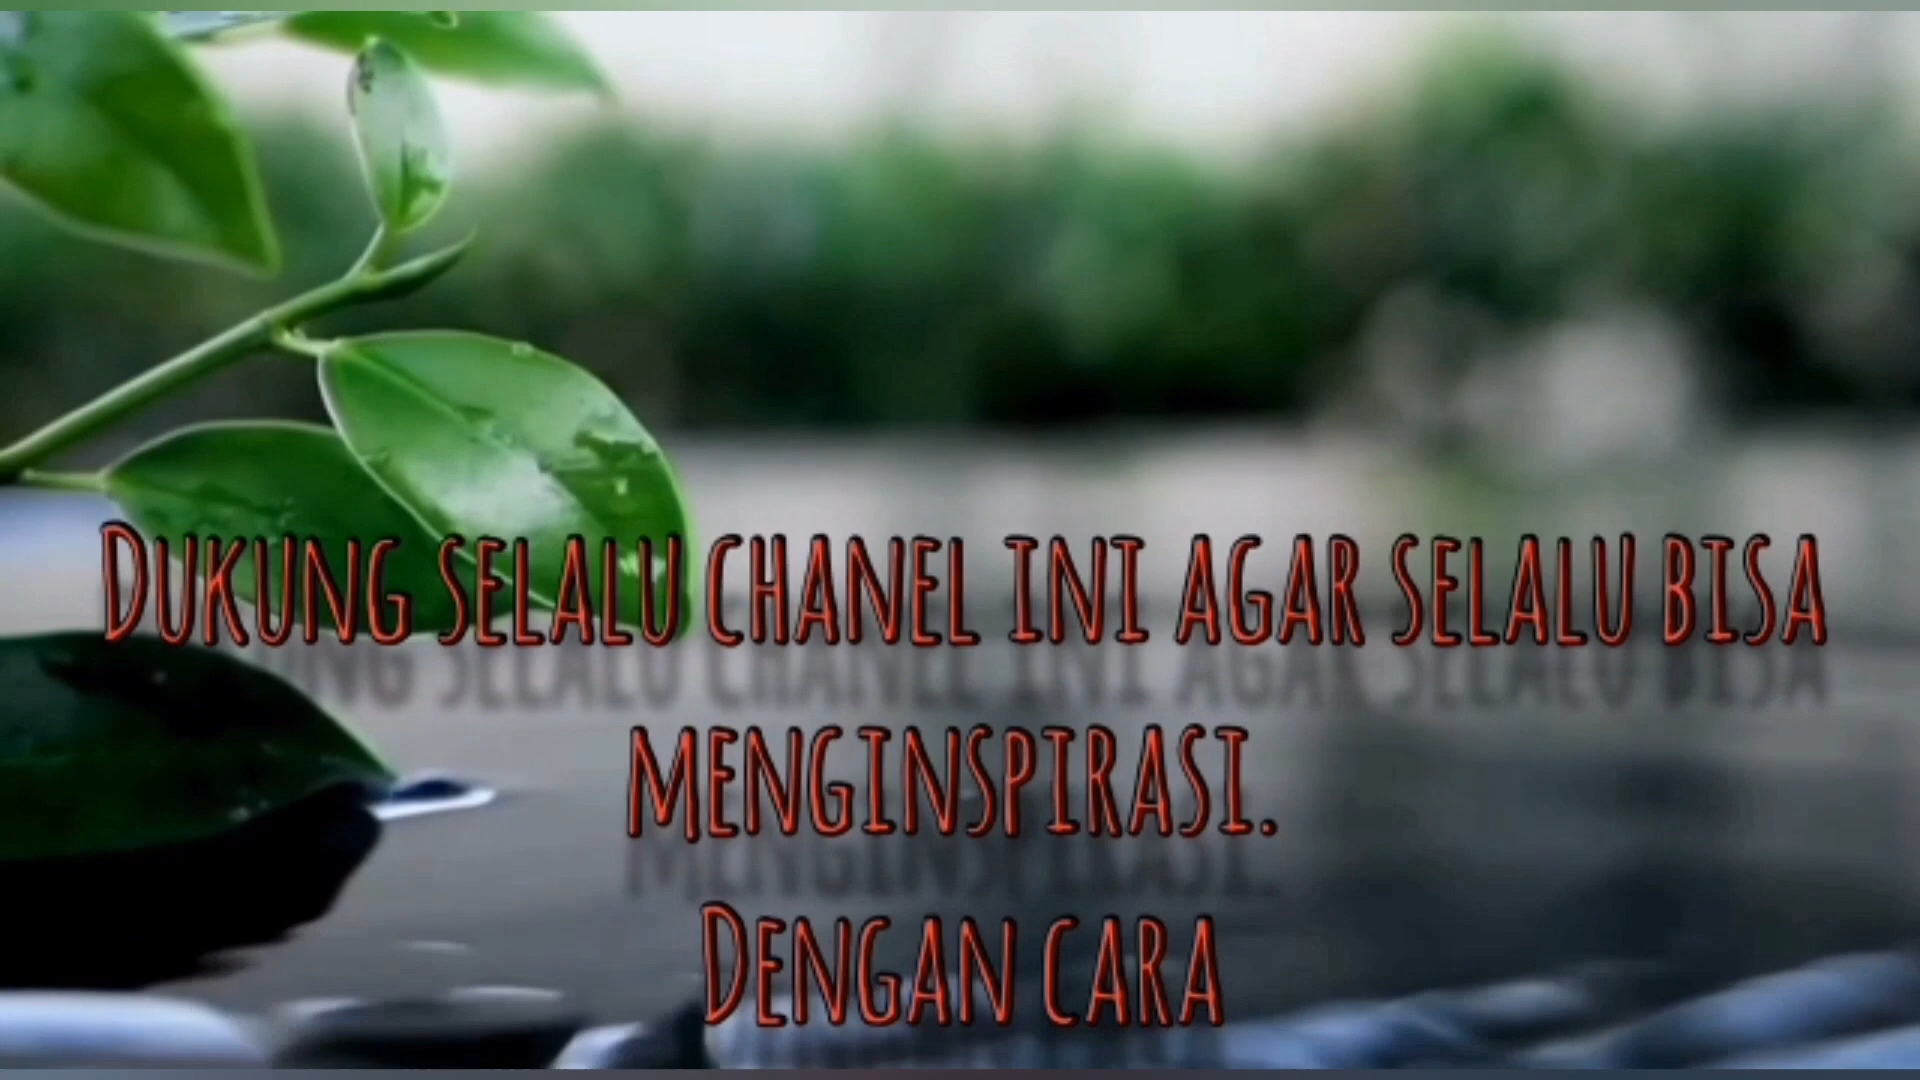 Dukung selalu chanel ini agar selalu bisa
menginspirasi.
Dengan cara